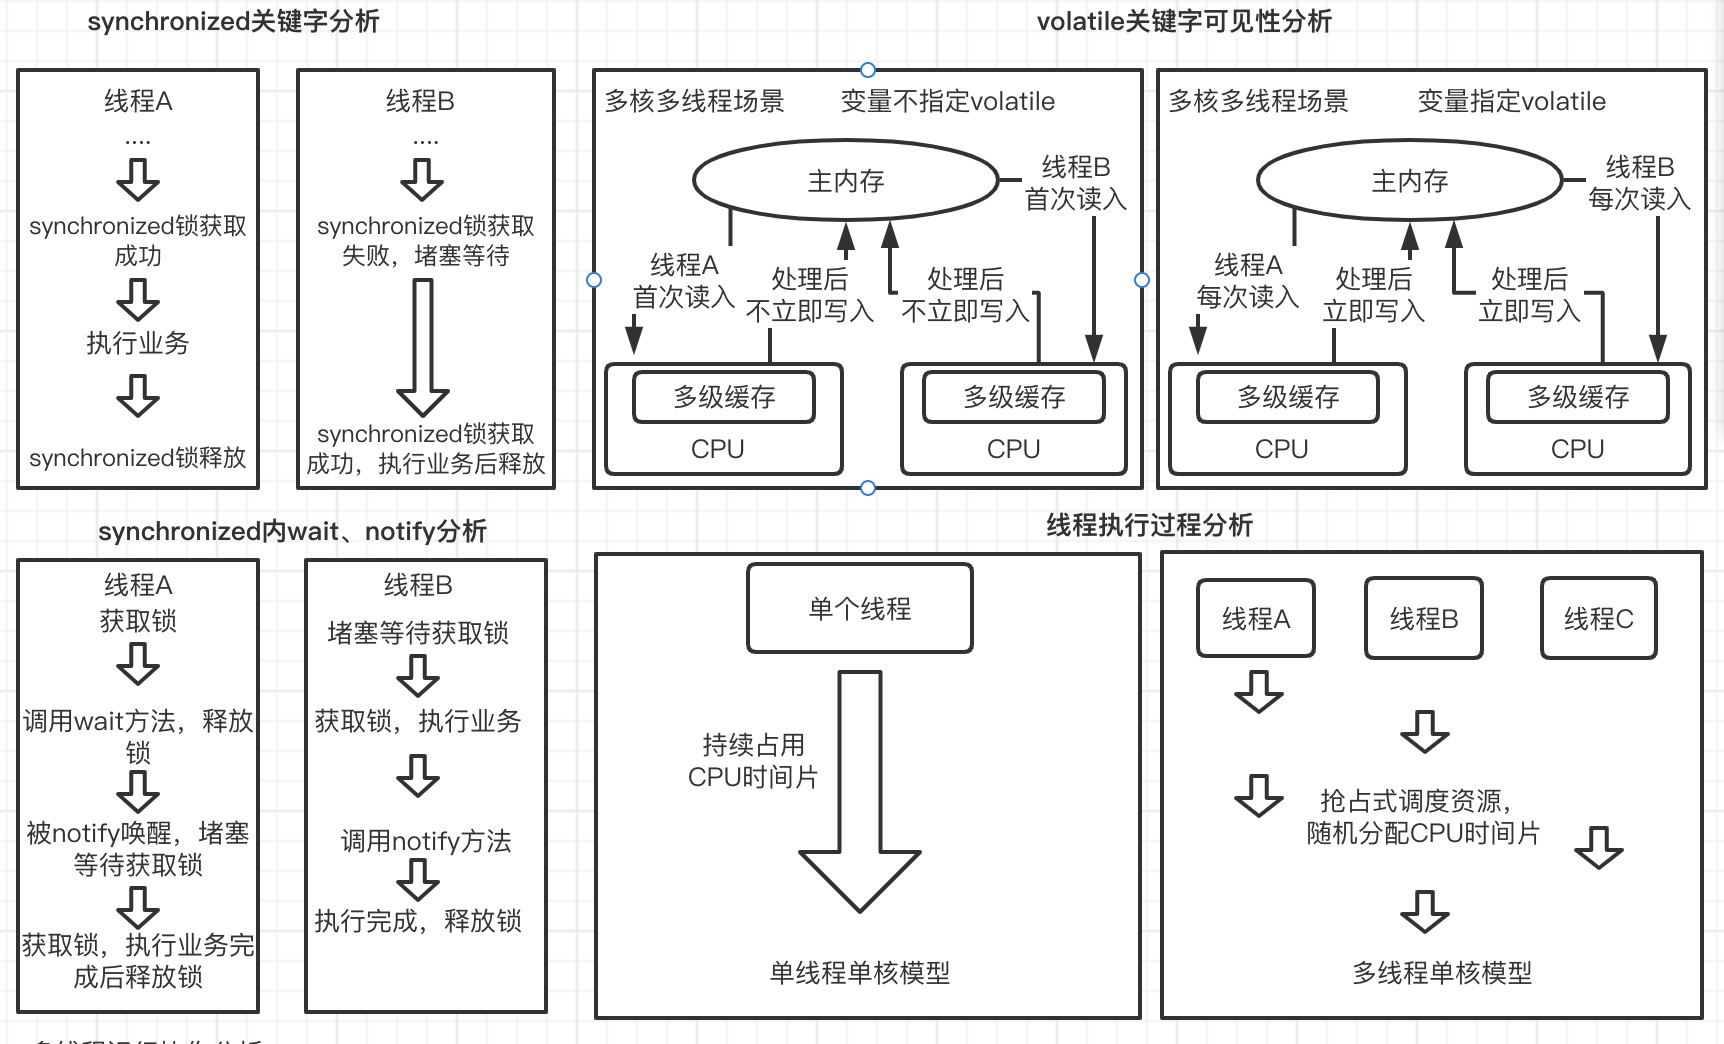 synchronized关键字分析
线程A
....
synchronized锁获取
成功
执行业务
synchronized锁释放
线程B
....
synchronized锁获取
失败，堵塞等待
synchronized锁获取
成功，执行业务后释放
volatile关键字可见性分析
多核多线程场景
变量不指定volatile
主内存
线程B
首次读入
线程A
首次读入
处理后
不立即写入
处理后
不立即写入
多级缓存
CPU
多级缓存
CPU
多核多线程场景
变量指定volatile
主内存
线程B
每次读入
线程A
每次读入
处理后
立即写入
处理后
立即写入
多级缓存
CPU
多级缓存
CPU
synchronized内wait、notify分析
线程A
获取锁
调用wait方法，释放
锁
被notify唤醒，堵塞
等待获取锁
获取锁，执行业务完
成后释放锁
线程B
堵塞等待获取锁
获取锁，执行业务
调用notify方法
执行完成，释放锁
线程执行过程分析
单个线程
持续占用
CPU时间片
单线程单核模型
线程A
线程B
线程C
抢占式调度资源，
随机分配CPU时间片
多线程单核模型